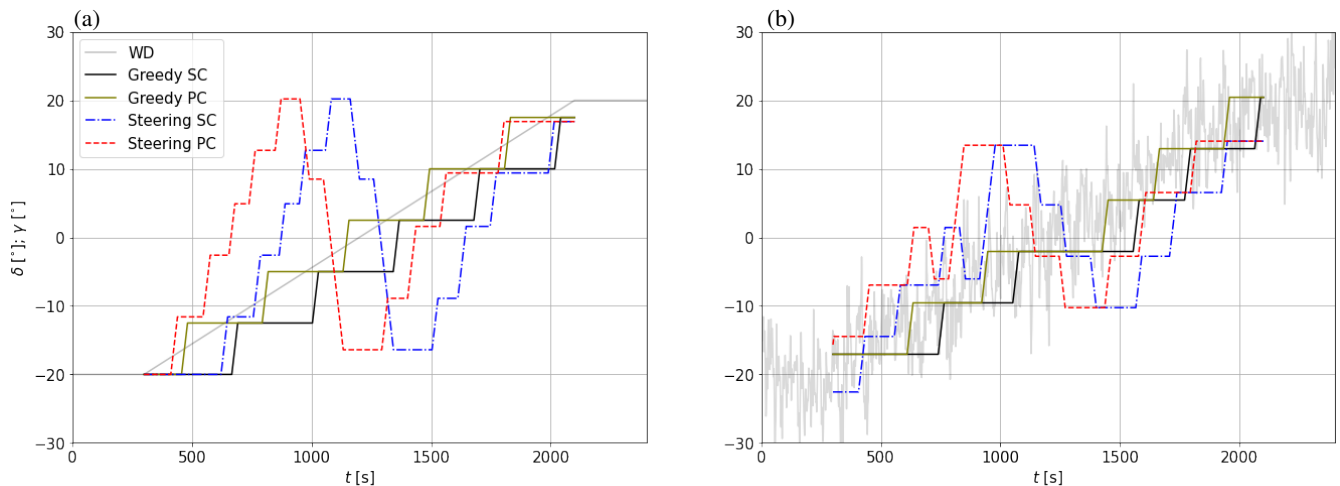 (a)
30
20
10
0
−10
−20
−30
δ [°]; γ [°]
WD
Greedy SC
Greedy PC
Steering SC
Steering PC
0 500 1000 1500 2000
t [s]
(b)
30
20
10
0
−10
−20
−30
0 500 1000 1500 2000
t [s]